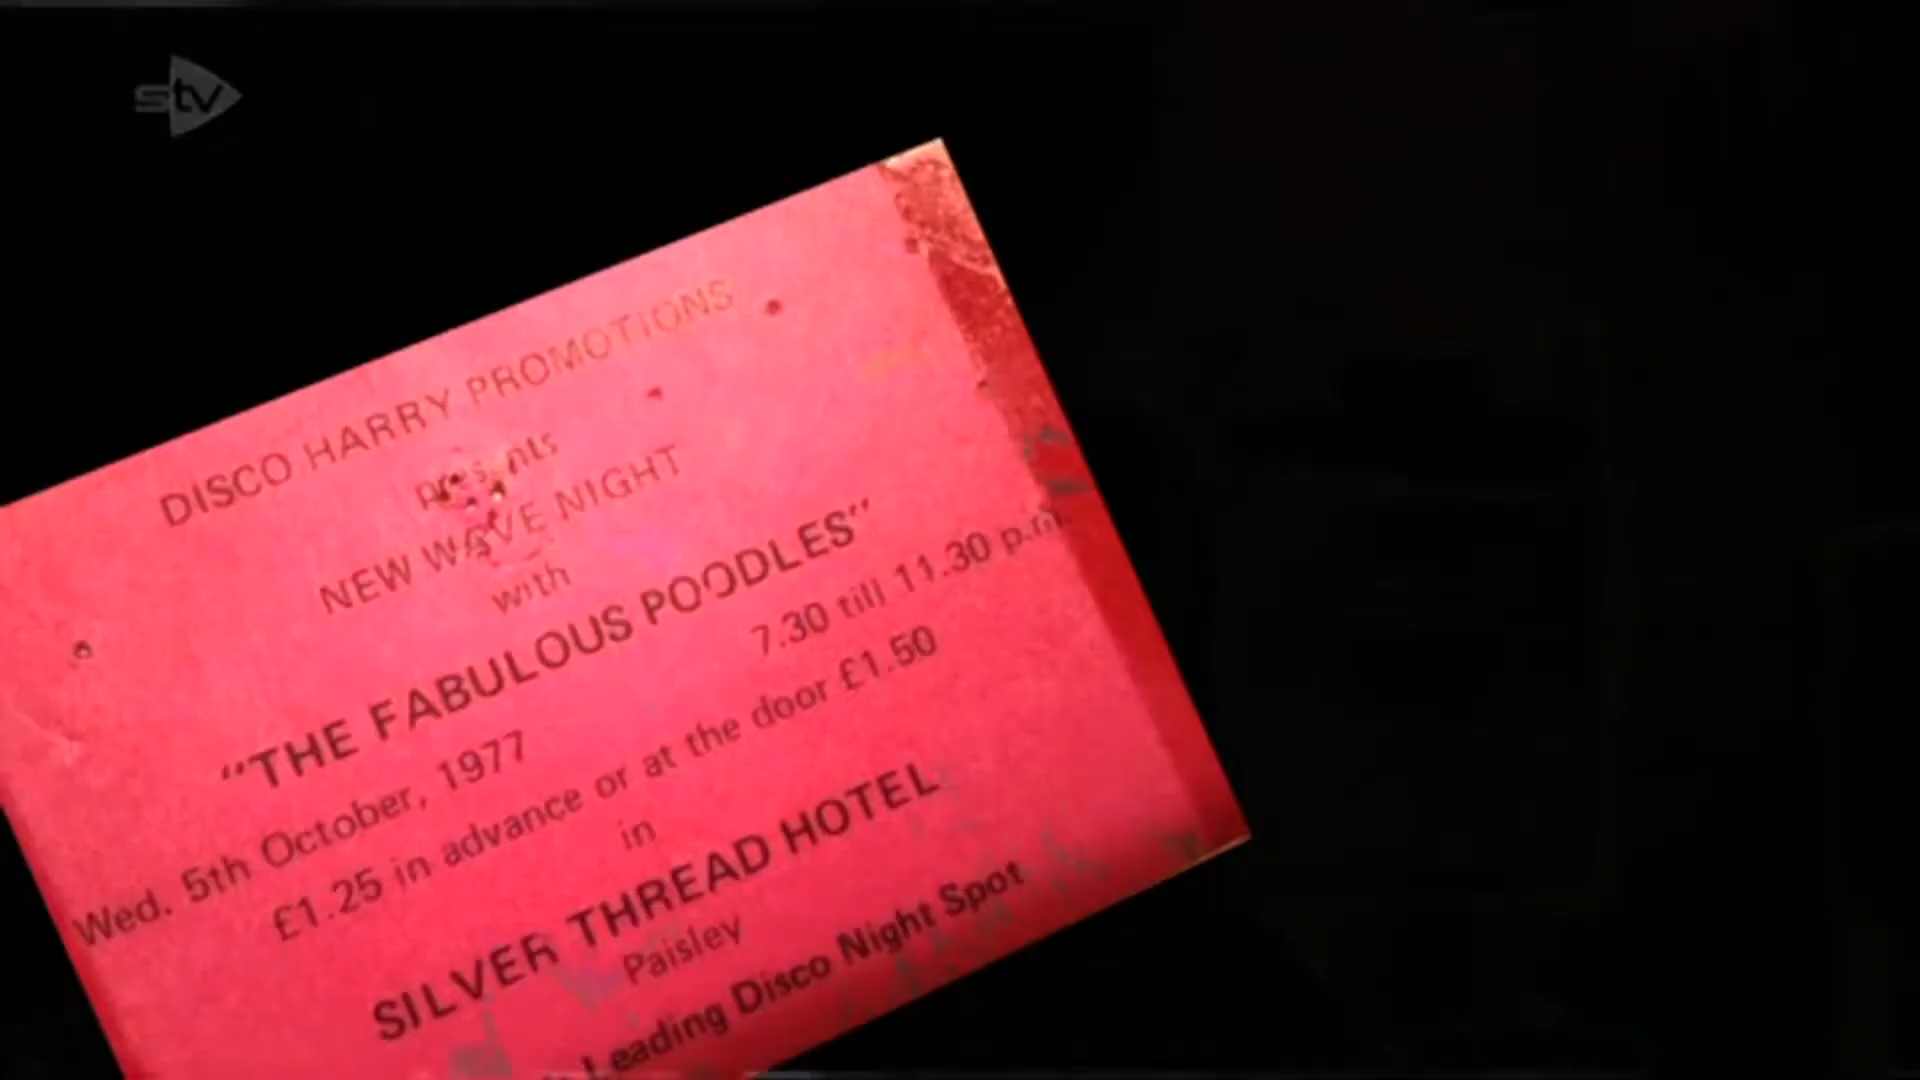 stv
DISCO HARRY PROMOTIONS
presents
NEW WAVE NIGHT
with
"THE FABULOUS POODLES"
Wed. 5th October, 1977 7.30 till 11.30 p.m.
£1.25 in advance or at the door £1.50
in
SILVER THREAD HOTEL
Paisley
Leading Disco Night Spot